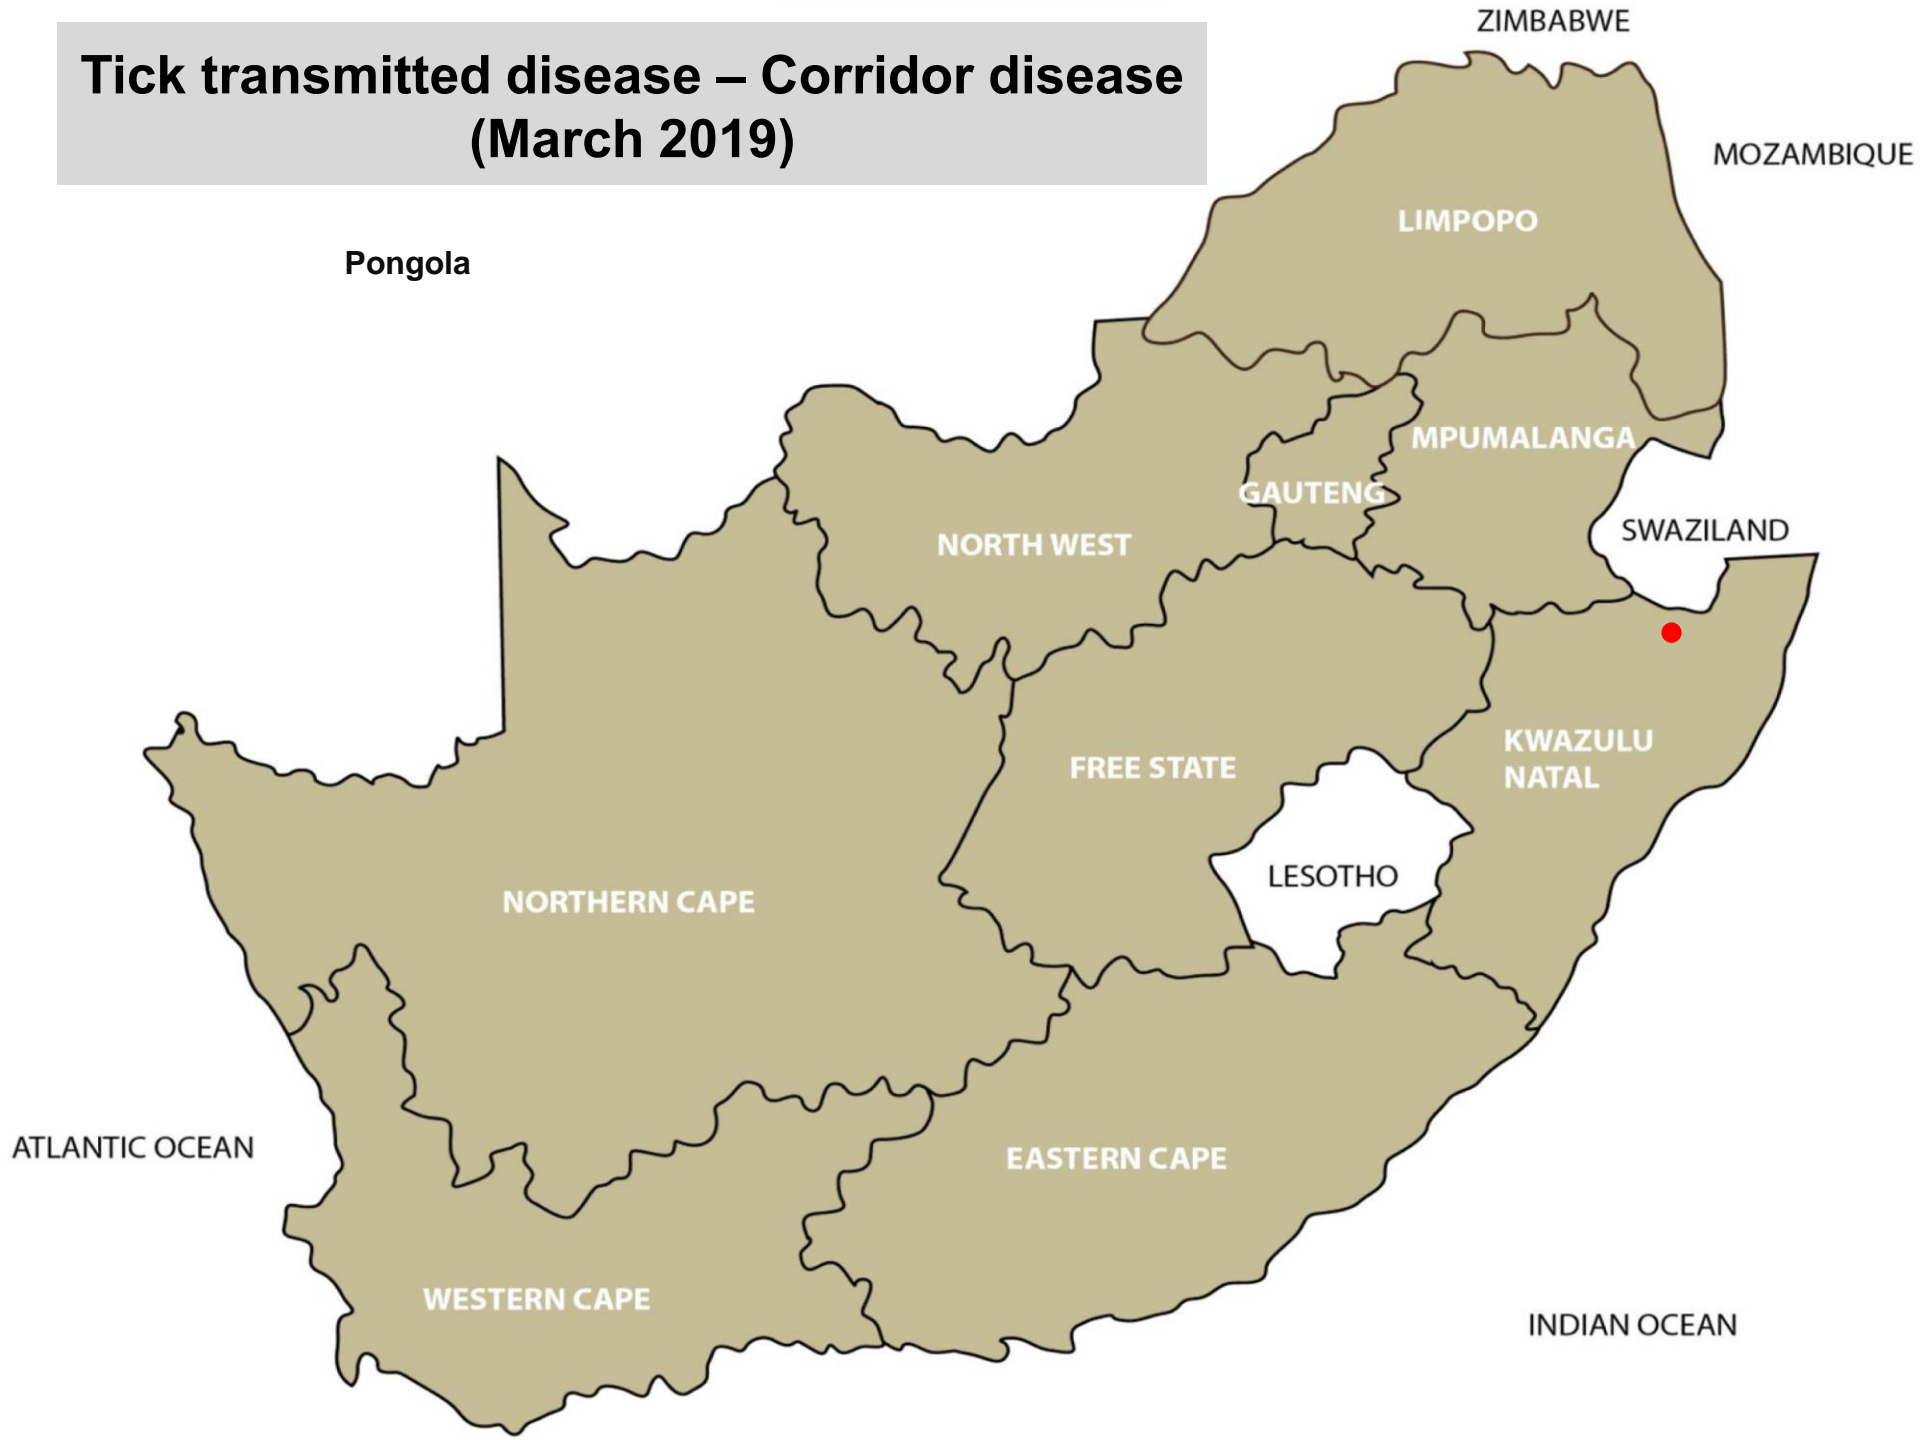 Tick transmitted disease – Corridor disease
(March 2019)
ZIMBABWE
MOZAMBIQUE
LIMPOPO
Pongola
MPUMALANGA
GAUTENG
SWAZILAND
NORTH WEST
KWAZULU
NATAL
FREE STATE
LESOTHO
NORTHERN CAPE
ATLANTIC OCEAN
EASTERN CAPE
WESTERN CAPE
INDIAN OCEAN